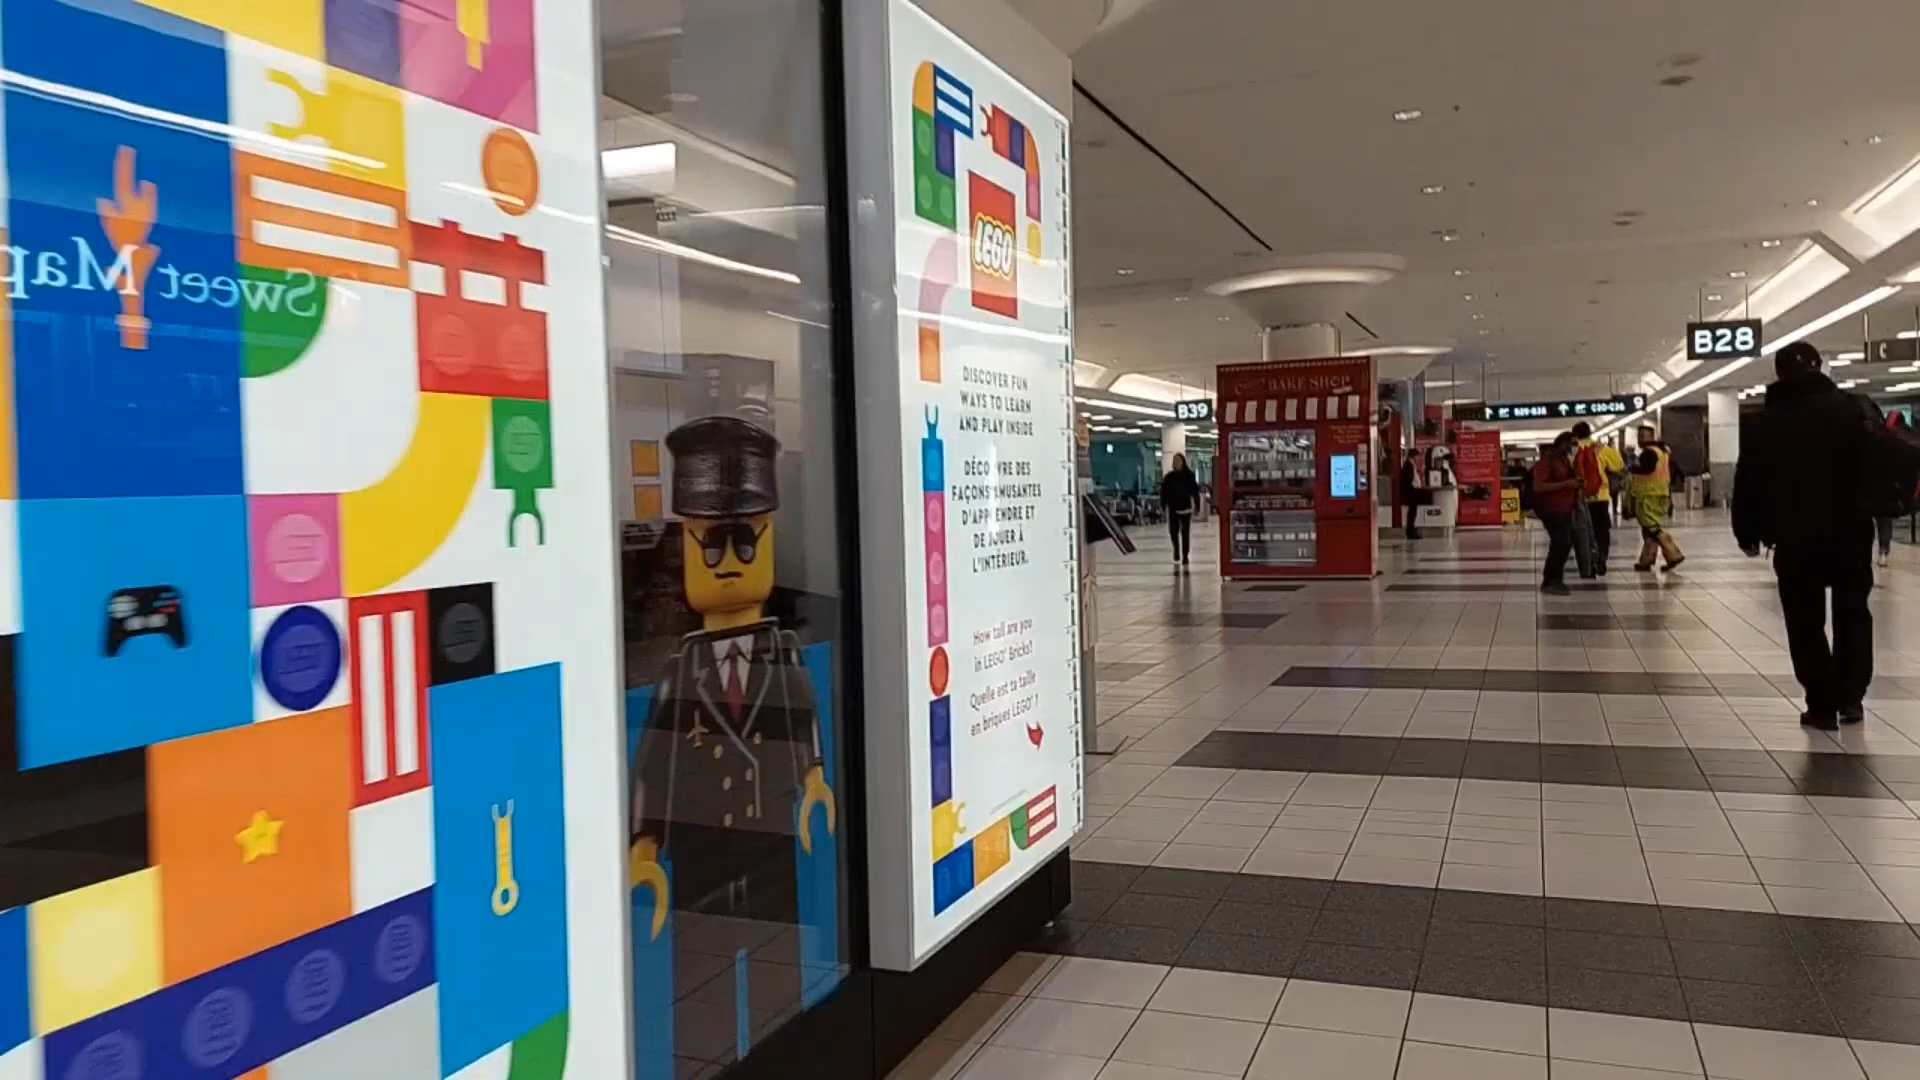 Sweet Map
LEGO
DISCOVER FUN
WAYS TO LEARN
AND PLAY INSIDE
DÉCOUVRE DES
FAÇONS AMUSANTES
D'APPRENDRE ET
DE JOUER À
L'INTÉRIEUR.
How tall are you
in LEGO® Bricks?
Quelle est ta taille
en briques LEGO® ?
BAKE SHOP
B39
B28
C
9